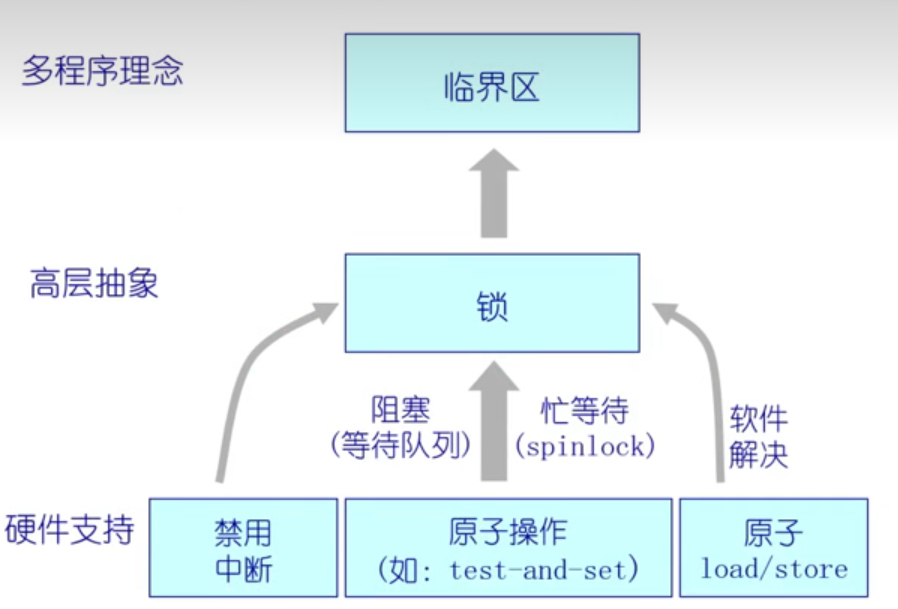 多程序理念
临界区
高层抽象
锁
阻塞
(等待队列)
忙等待
(spinlock)
软件
解决
硬件支持
禁用
中断
原子操作
(如: test-and-set)
原子
load/store